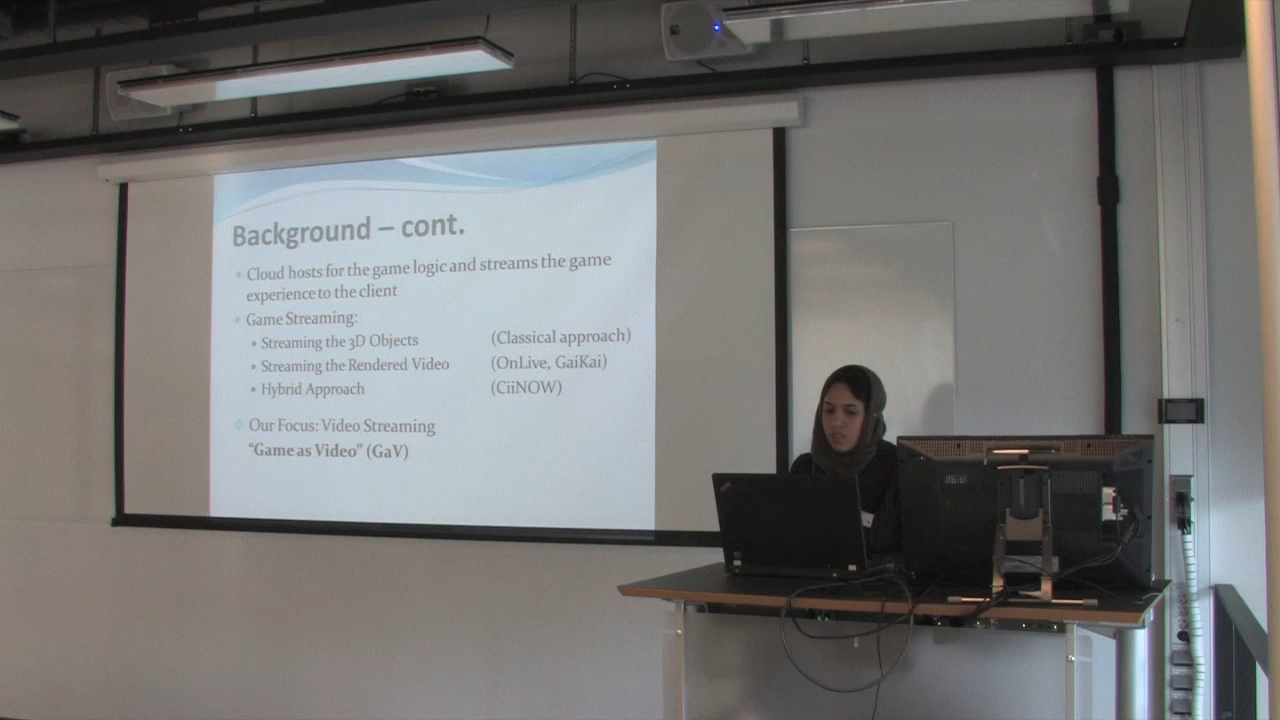 Background – cont.
Cloud hosts for the game logic and streams the game
experience to the client
Game Streaming:
Streaming the 3D Objects (Classical approach)
Streaming the Rendered Video (OnLive, GaiKai)
Hybrid Approach (CiiNOW)
Our Focus: Video Streaming
“Game as Video” (GaV)